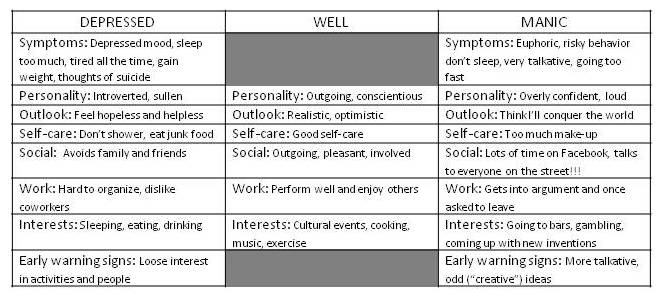 DEPRESSED
WELL
MANIC
Symptoms: Depressed mood, sleep
too much, tired all the time, gain
weight, thoughts of suicide
Symptoms: Euphoric, risky behavior
don't sleep, very talkative, going too
fast
Personality: Introverted, sullen
Personality: Outgoing, conscientious
Personality: Overly confident, loud
Outlook: Feel hopeless and helpless
Outlook: Realistic, optimistic
Outlook: Think I'll conquer the world
Self-care: Don't shower, eat junk food
Self-care: Good self-care
Self-care: Too much make-up
Social: Avoids family and friends
Social: Outgoing, pleasant, involved
Social: Lots of time on Facebook, talks
to everyone on the street!!!
Work: Hard to organize, dislike
coworkers
Work: Perform well and enjoy others
Work: Gets into argument and once
asked to leave
Interests: Sleeping, eating, drinking
Interests: Cultural events, cooking,
music, exercise
Interests: Going to bars, gambling,
coming up with new inventions
Early warning signs: Loose interest
in activities and people
Early warning signs: More talkative,
odd ("creative") ideas